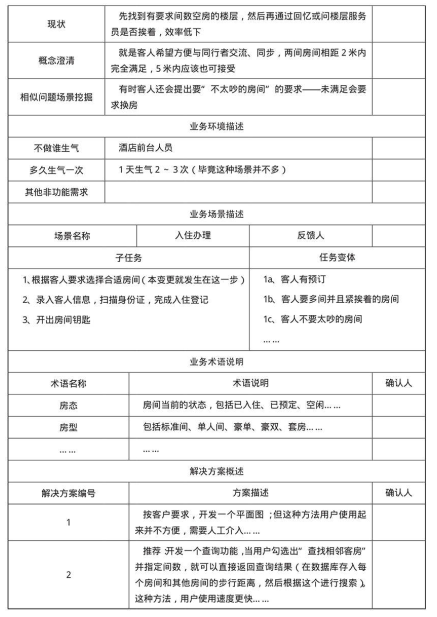 现状
先找到有要求间数空房的楼层，然后再通过回忆或问楼层服务
员是否挨着，效率低下
概念澄清
就是客人希望方便与同行者交流、同步，两间房间相距 2 米内
完全满足，5 米内应该也可接受
相似问题场景挖掘
有时客人还会提出要“不太吵的房间”的要求——未满足会要
求换房
业务环境描述
不做谁生气
酒店前台人员
多久生气一次
1 天生气 2 ~ 3 次（毕竟这种场景并不多）
其他非功能需求
业务场景描述
场景名称
入住办理
反馈人
子任务
任务变体
1、根据客人要求选择合适房间（本变更就发生在这一步）
2、录入客人信息，扫描身份证，完成入住登记
3、开出房间钥匙
1a、客人有预订
1b、客人要多间并且紧挨着的房间
1c、客人不要太吵的房间
… …
业务术语说明
术语名称
术语说明
确认人
房态
房间当前的状态，包括已入住、已预定、空闲… …
房型
包括标准间、单人间、豪单、豪双、套房… …
… …
… …
解决方案概述
解决方案编号
方案描述
确认人
1
按客户要求，开发一个平面图 ；但这种方法用户使用起
来并不方便，需要人工介入… …
2
推荐 :开发一个查询功能 ,当用户勾选出“ 查找相邻客房”
并指定间数，就可以直接返回查询结果（在数据库存入每
个房间和其他房间的步行距离，然后根据这个进行搜索）。
这种方法，用户使用速度更快… …